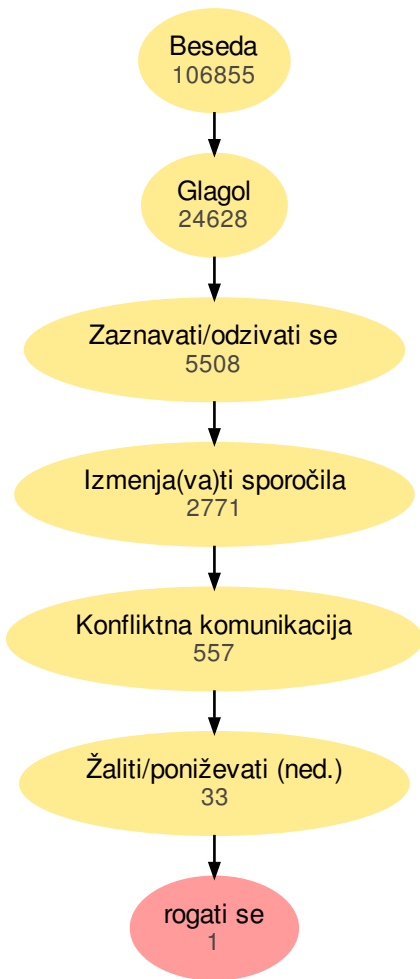 Beseda
106855
Glagol
24628
Zaznavati/odzivati se
5508
Izmenja(va)ti sporočila
2771
Konfliktna komunikacija
557
Žaliti/poniževati (ned.)
33
rogati se
1